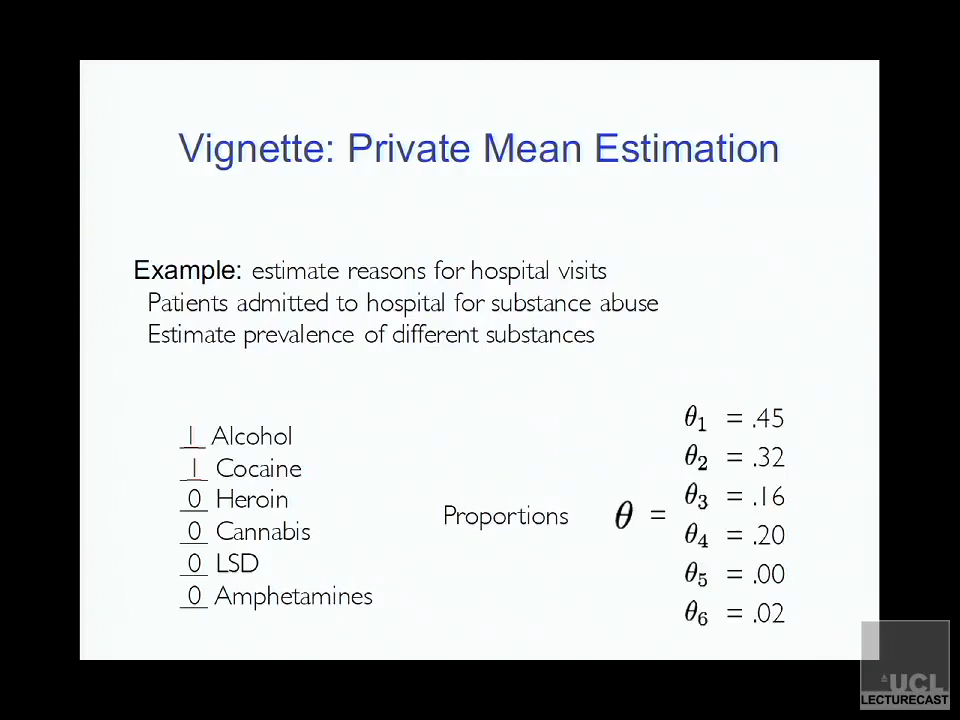 Vignette: Private Mean Estimation
Example: estimate reasons for hospital visits
Patients admitted to hospital for substance abuse
Estimate prevalence of different substances
1 Alcohol
1 Cocaine
0 Heroin
0 Cannabis
0 LSD
0 Amphetamines
Proportions
θ =
θ₁ = .45
θ₂ = .32
θ₃ = .16
θ₄ = .20
θ₅ = .00
θ₆ = .02
UCL
LECTURECAST